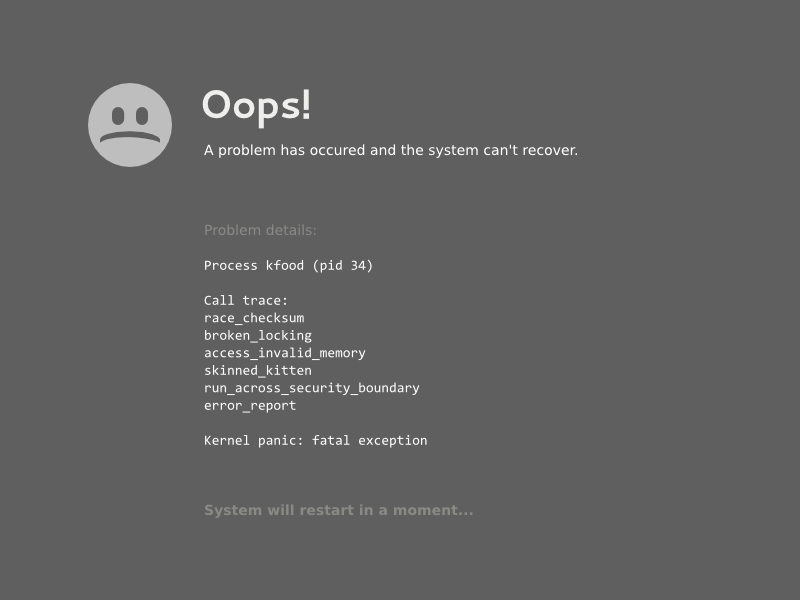 Oops!
A problem has occured and the system can't recover.
Problem details:
Process kfood (pid 34)
Call trace:
race_checksum
broken_locking
access_invalid_memory
skinned_kitten
run_across_security_boundary
error_report
Kernel panic: fatal exception
System will restart in a moment...